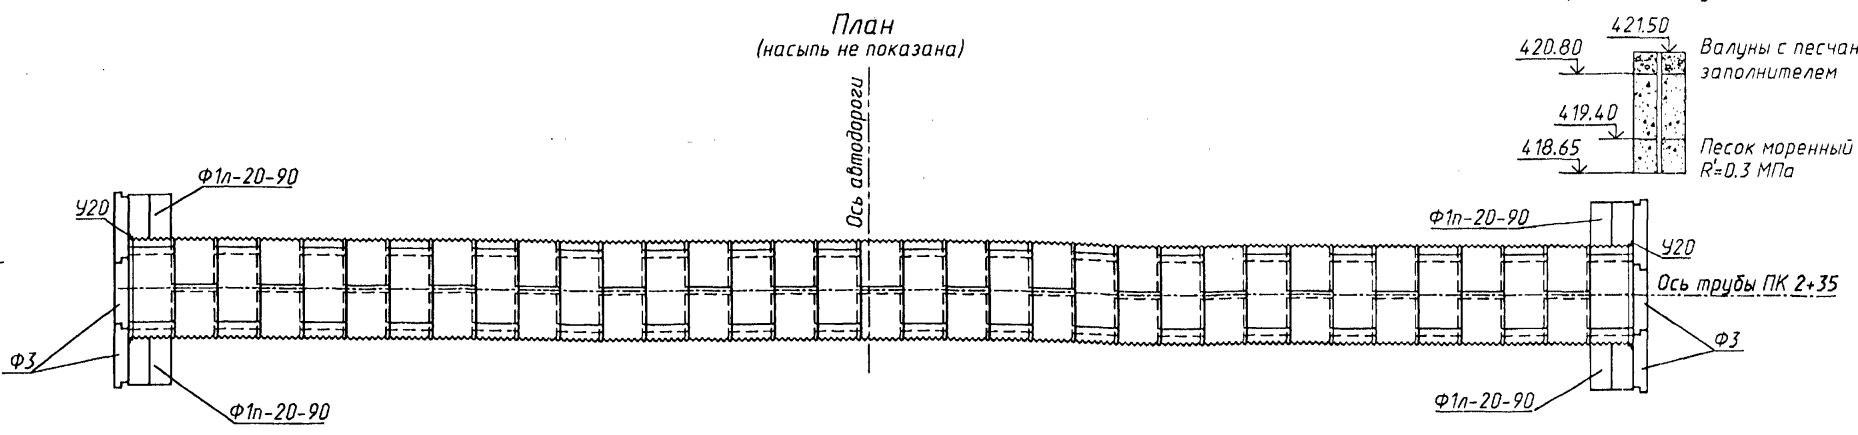 План
(насыпь не показана)
Ось автодороги
421.50
420.80
Валуны с песчан
заполнителем
419.40
418.65
Песок моренный
R'=0.3 МПа
Ф1л-20-90
У20
Ф1п-20-90
У20
Ось трубы ПК 2+35
Ф3
Ф3
Ф1п-20-90
Ф1л-20-90